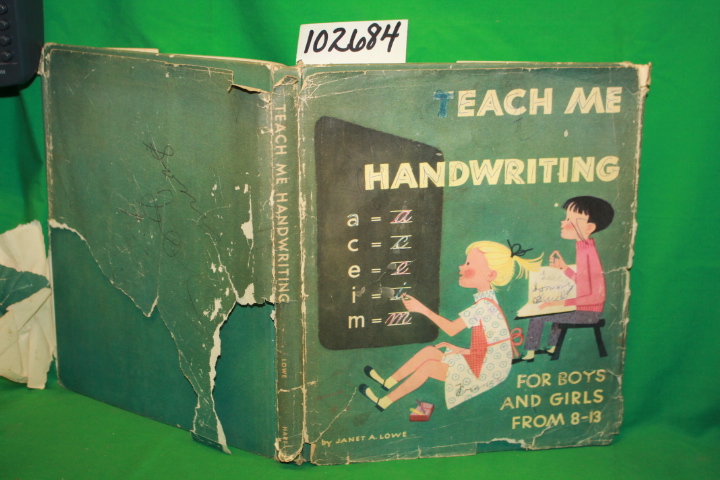 102684
TEACH ME
HANDWRITING
a = a
c = c
e = e
i = i
m = m
FOR BOYS
AND GIRLS
FROM 8-13
by JANET A. LOWE
TEACH ME HANDWRITING
LOWE